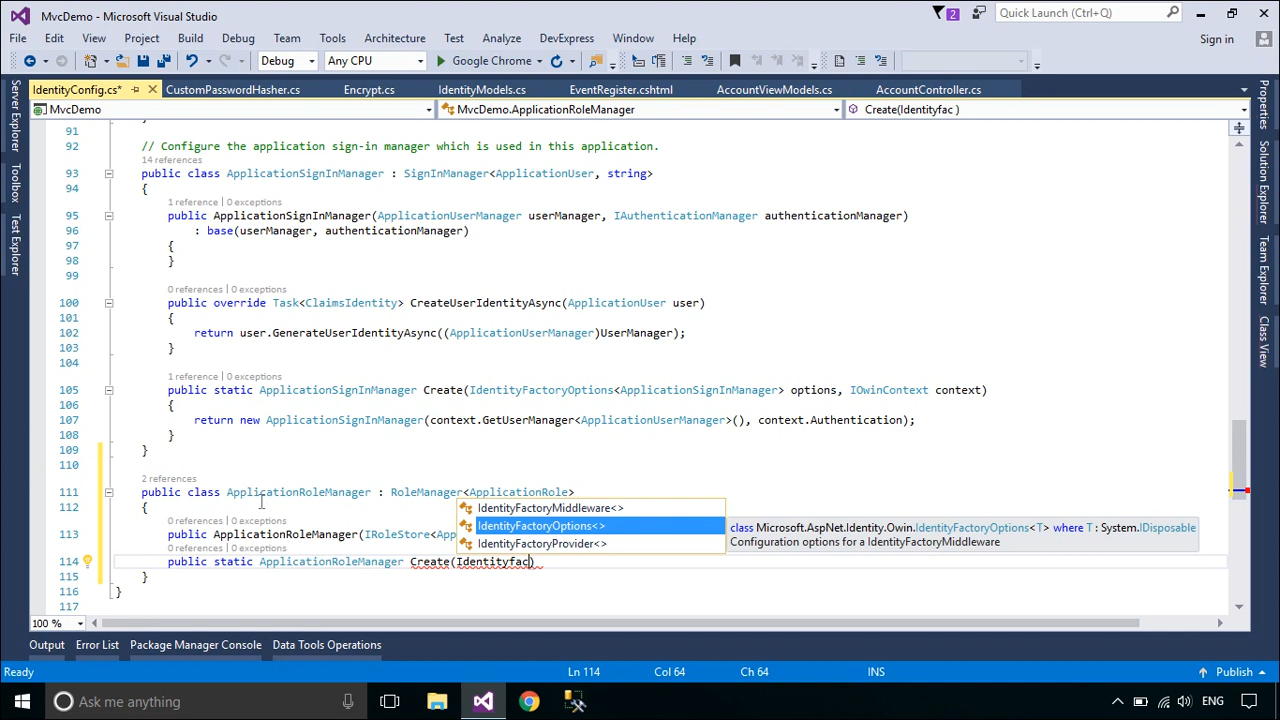 MvcDemo - Microsoft Visual Studio
2
Quick Launch (Ctrl+Q)
File Edit View Project Build Debug Team Tools Architecture Test Analyze DevExpress Window Help
Sign in
Debug Any CPU Google Chrome
IdentityConfig.cs* CustomPasswordHasher.cs Encrypt.cs IdentityModels.cs EventRegister.cshtml AccountViewModels.cs AccountController.cs
MvcDemo MvcDemo.ApplicationRoleManager Create(Identityfac )
Server Explorer
Toolbox
Test Explorer
91
92 // Configure the application sign-in manager which is used in this application.
14 references
93 public class ApplicationSignInManager : SignInManager<ApplicationUser, string>
94 {
1 reference | 0 exceptions
95 public ApplicationSignInManager(ApplicationUserManager userManager, IAuthenticationManager authenticationManager)
96 : base(userManager, authenticationManager)
97 {
98 }
99
0 references | 0 exceptions
100 public override Task<ClaimsIdentity> CreateUserIdentityAsync(ApplicationUser user)
101 {
102 return user.GenerateUserIdentityAsync((ApplicationUserManager)UserManager);
103 }
104
1 reference | 0 exceptions
105 public static ApplicationSignInManager Create(IdentityFactoryOptions<ApplicationSignInManager> options, IOwinContext context)
106 {
107 return new ApplicationSignInManager(context.GetUserManager<ApplicationUserManager>(), context.Authentication);
108 }
109 }
110
2 references
111 public class ApplicationRoleManager : RoleManager<ApplicationRole>
112 {
0 references | 0 exceptions
113 public ApplicationRoleManager(IRoleStore<App
0 references | 0 exceptions
114 public static ApplicationRoleManager Create(Identityfac)
115 }
116 }
117
IdentityFactoryMiddleware<>
IdentityFactoryOptions<>
IdentityFactoryProvider<>
class Microsoft.AspNet.Identity.Owin.IdentityFactoryOptions<T> where T : System.IDisposable
Configuration options for a IdentityFactoryMiddleware
Properties
Solution Explorer
Team Explorer
Class View
100 %
Output Error List Package Manager Console Data Tools Operations
Ready Ln 114 Col 64 Ch 64 INS Publish
Ask me anything
ENG